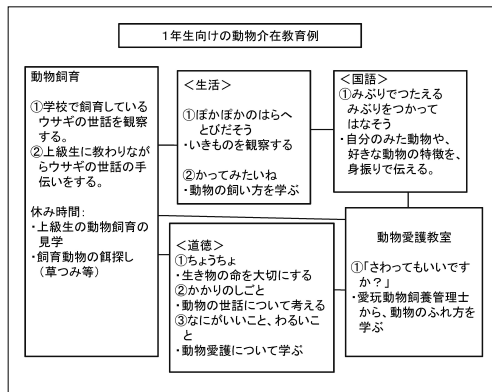 1年生向けの動物介在教育例
動物飼育
①学校で飼育している
ウサギの世話を観察
する。
②上級生に教わりなが
らウサギの世話の手
伝いをする。
休み時間:
・上級生の動物飼育の
見学
・飼育動物の餌探し
(草つみ等)
<生活>
①ぽかぽかのはらへ
とびだそう
・いきものを観察する
②かってみたいね
・動物の飼い方を学ぶ
<国語>
①みぶりでつたえる
みぶりをつかって
はなそう
・自分のみた動物や、
好きな動物の特徴を、
身振りで伝える。
<道徳>
①ちょうちょ
・生き物の命を大切にする
②かかりのしごと
・動物の世話について考える
③なにがいいこと、わるいこ
と
・動物愛護について学ぶ
動物愛護教室
①「さわってもいいです
か?」
・愛玩動物飼養管理士
から、動物のふれ方を
学ぶ